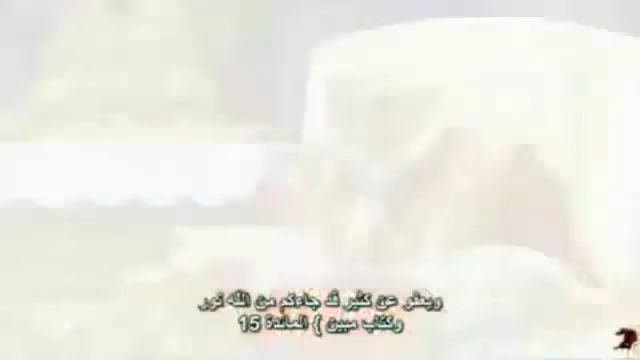 ويعفو عن كثير قد جاءكم من الله نور
وكتاب مبين } المائدة 15